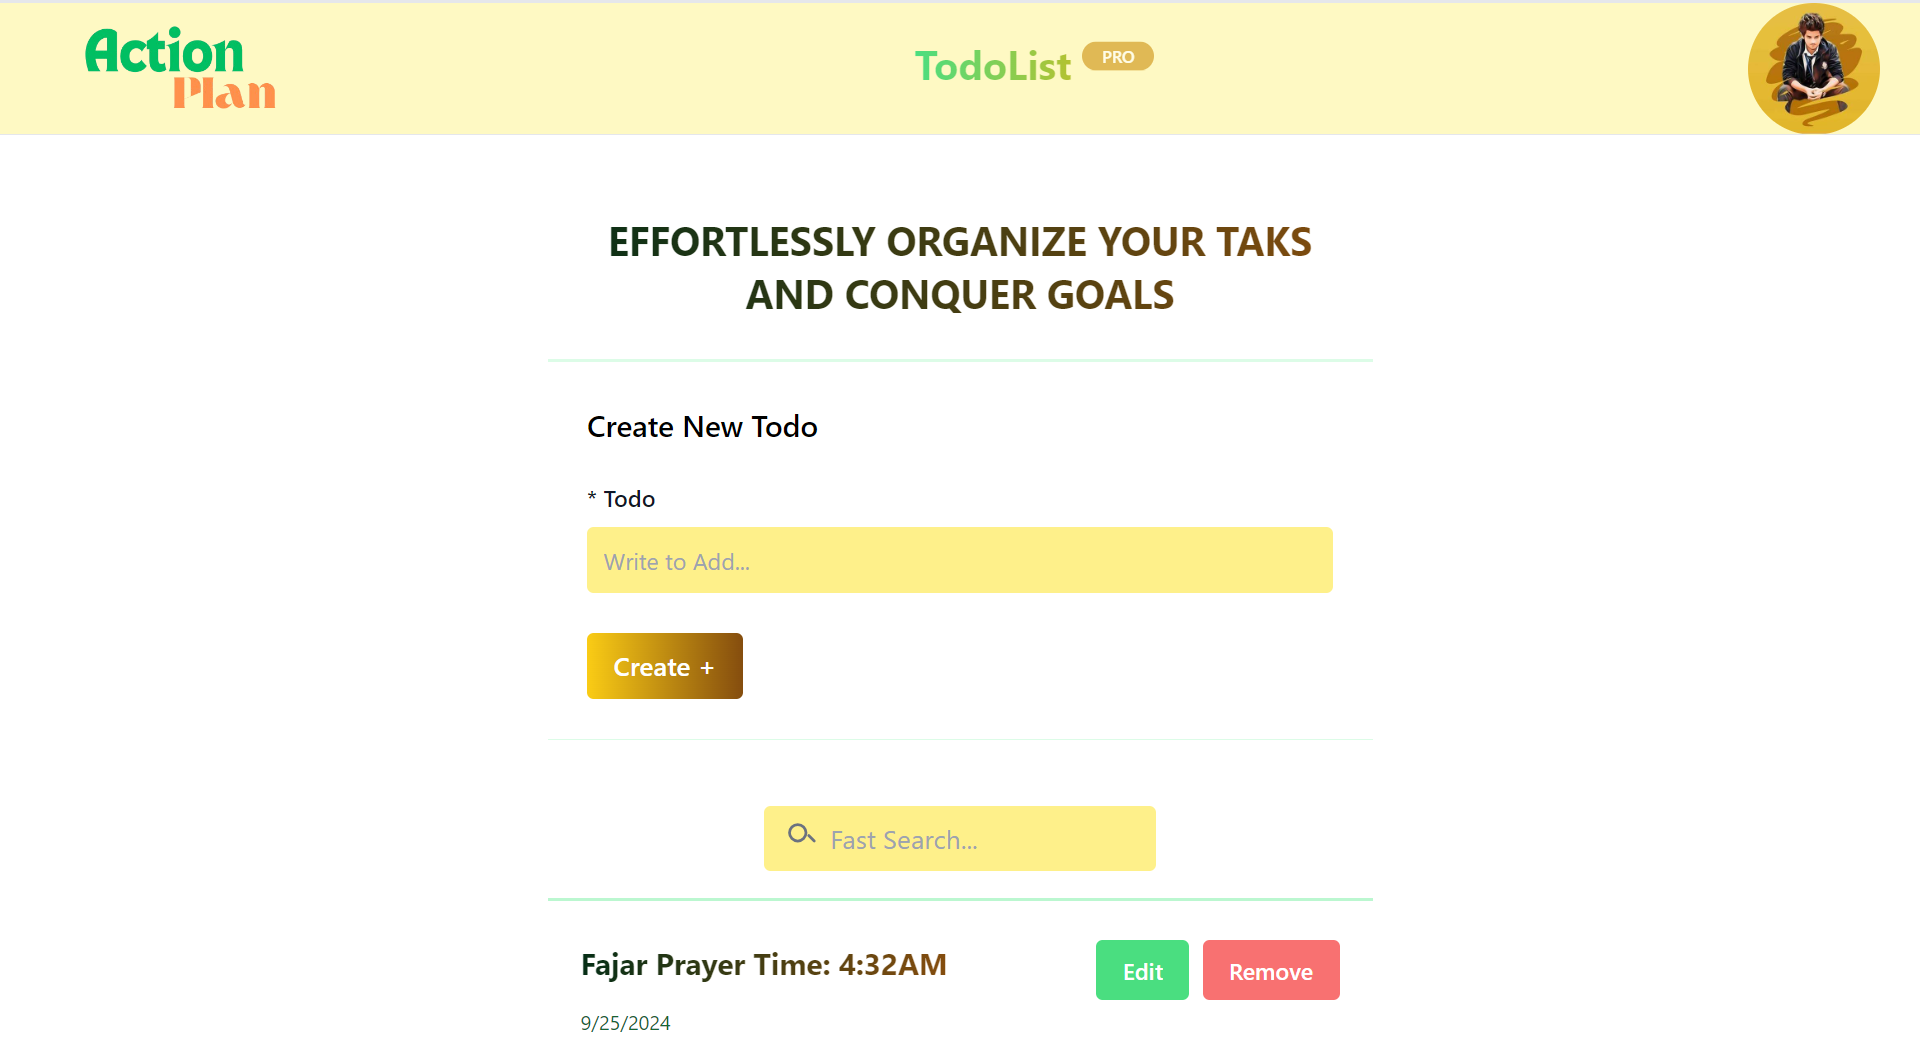 Action
Plan
TodoList PRO
EFFORTLESSLY ORGANIZE YOUR TAKS
AND CONQUER GOALS
Create New Todo
* Todo
Write to Add...
Create +
Fast Search...
Fajar Prayer Time: 4:32AM
Edit
Remove
9/25/2024